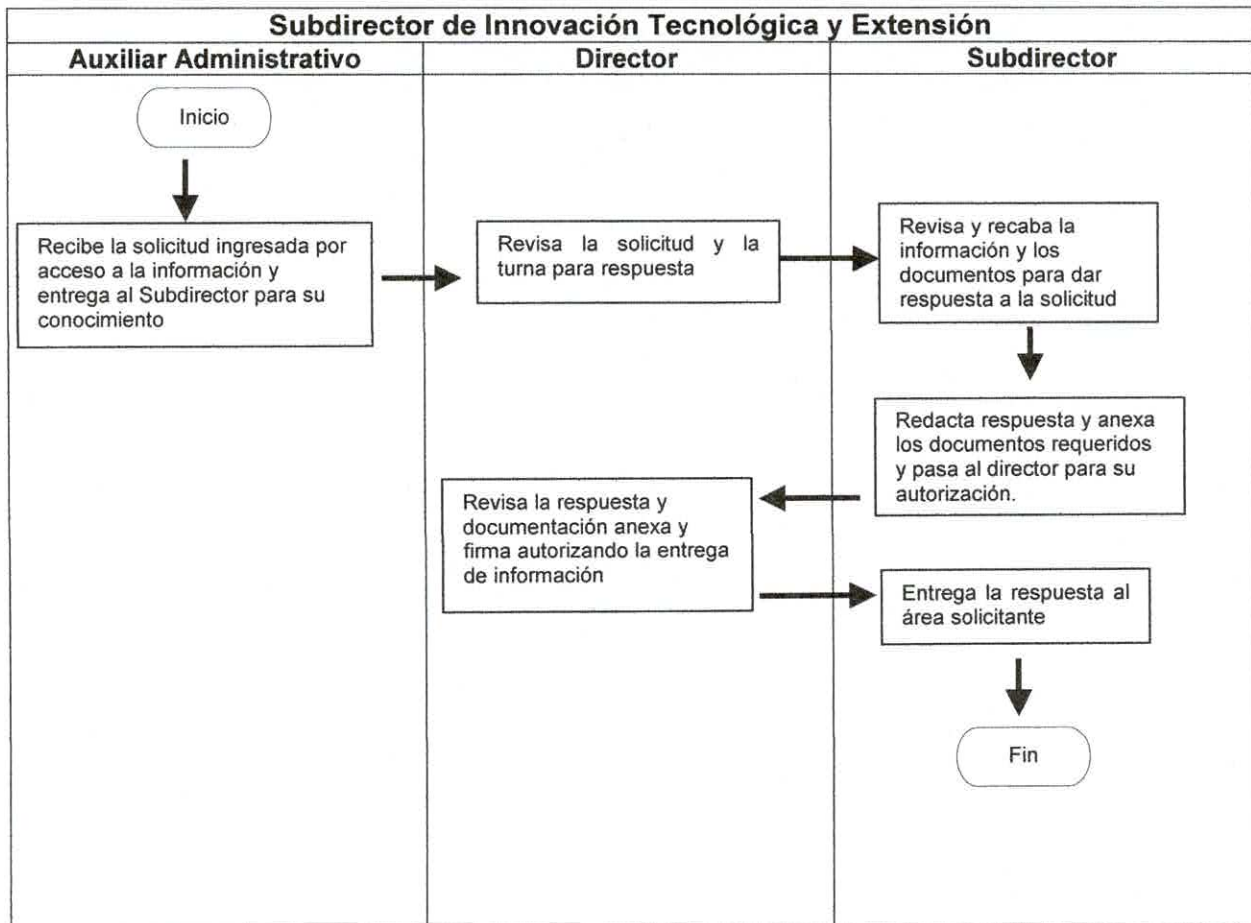 Subdirector de Innovación Tecnológica y Extensión
Auxiliar Administrativo
Director
Subdirector
Inicio
Recibe la solicitud ingresada por
acceso a la información y
entrega al Subdirector para su
conocimiento
Revisa la solicitud y la
turna para respuesta
Revisa y recaba la
información y los
documentos para dar
respuesta a la solicitud
Redacta respuesta y anexa
los documentos requeridos
y pasa al director para su
autorización.
Revisa la respuesta y
documentación anexa y
firma autorizando la entrega
de información
Entrega la respuesta al
área solicitante
Fin